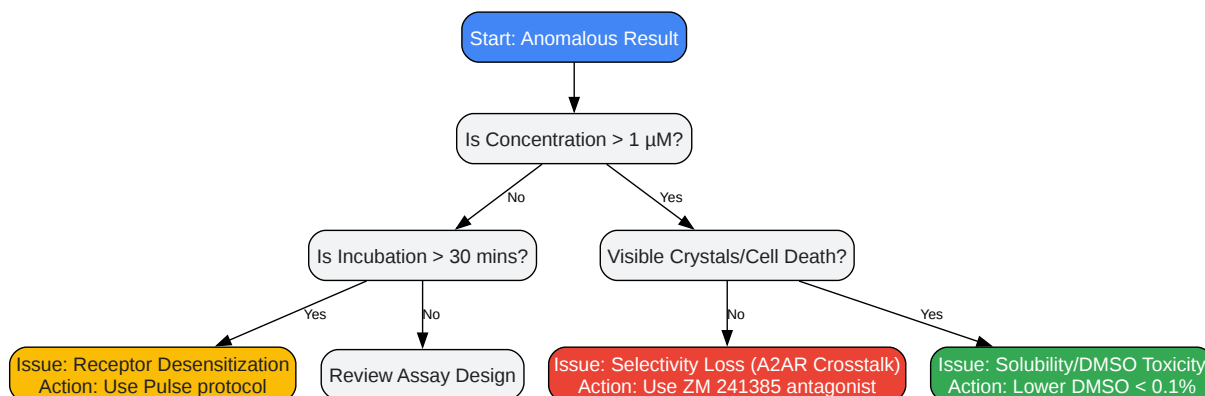 Start: Anomalous Result
Is Concentration > 1 µM?
No
Yes
Is Incubation > 30 mins?
Visible Crystals/Cell Death?
Yes
No
No
Yes
Issue: Receptor Desensitization
Action: Use Pulse protocol
Review Assay Design
Issue: Selectivity Loss (A2AR Crosstalk)
Action: Use ZM 241385 antagonist
Issue: Solubility/DMSO Toxicity
Action: Lower DMSO < 0.1%